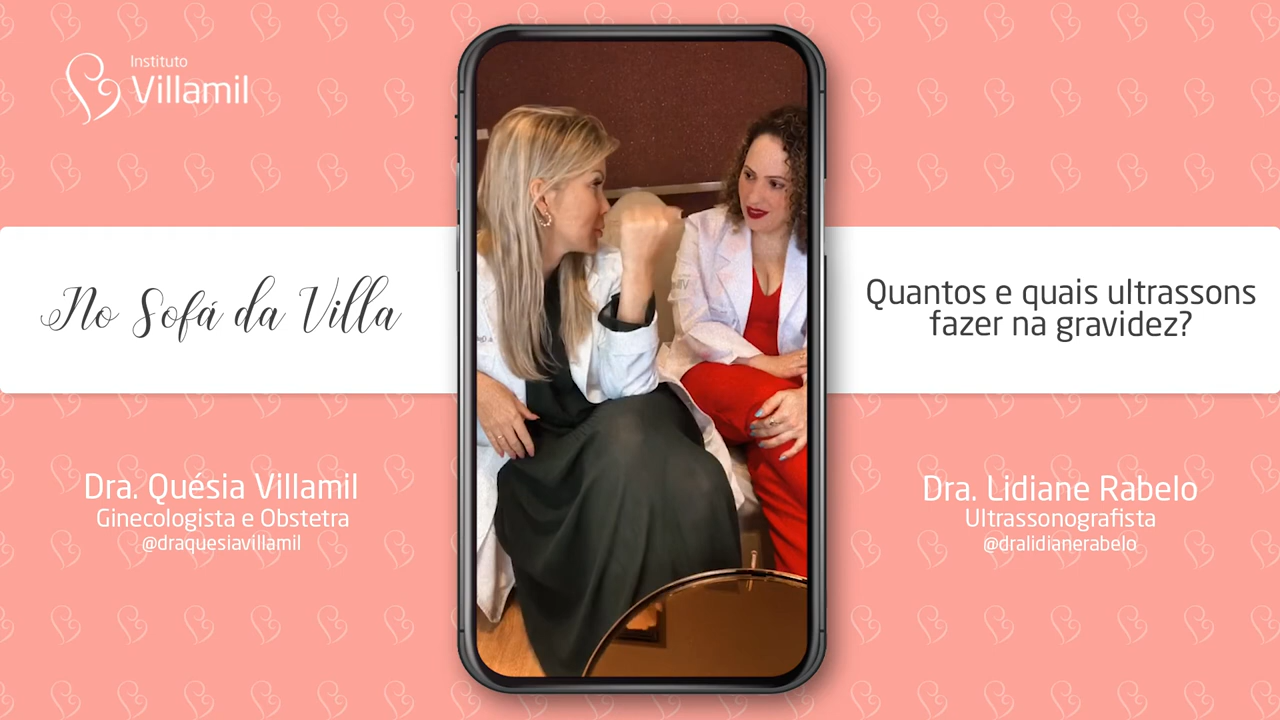 Instituto
Villamil
No Sofá da Villa
Quantos e quais ultrassons
fazer na gravidez?
Dra. Quésia Villamil
Ginecologista e Obstetra
@draquesiavillamil
Dra. Lidiane Rabelo
Ultrassonografista
@dralidianerabelo